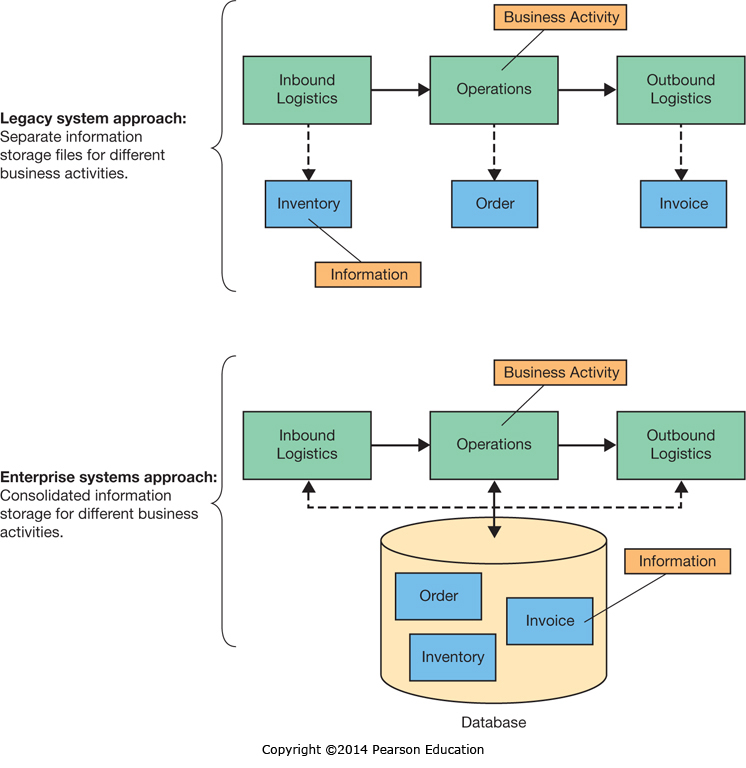 Business Activity
Inbound
Logistics
Operations
Outbound
Logistics
Legacy system approach:
Separate information
storage files for different
business activities.
Inventory
Order
Invoice
Information
Business Activity
Inbound
Logistics
Operations
Outbound
Logistics
Enterprise systems approach:
Consolidated information
storage for different business
activities.
Information
Order
Invoice
Inventory
Database
Copyright ©2014 Pearson Education